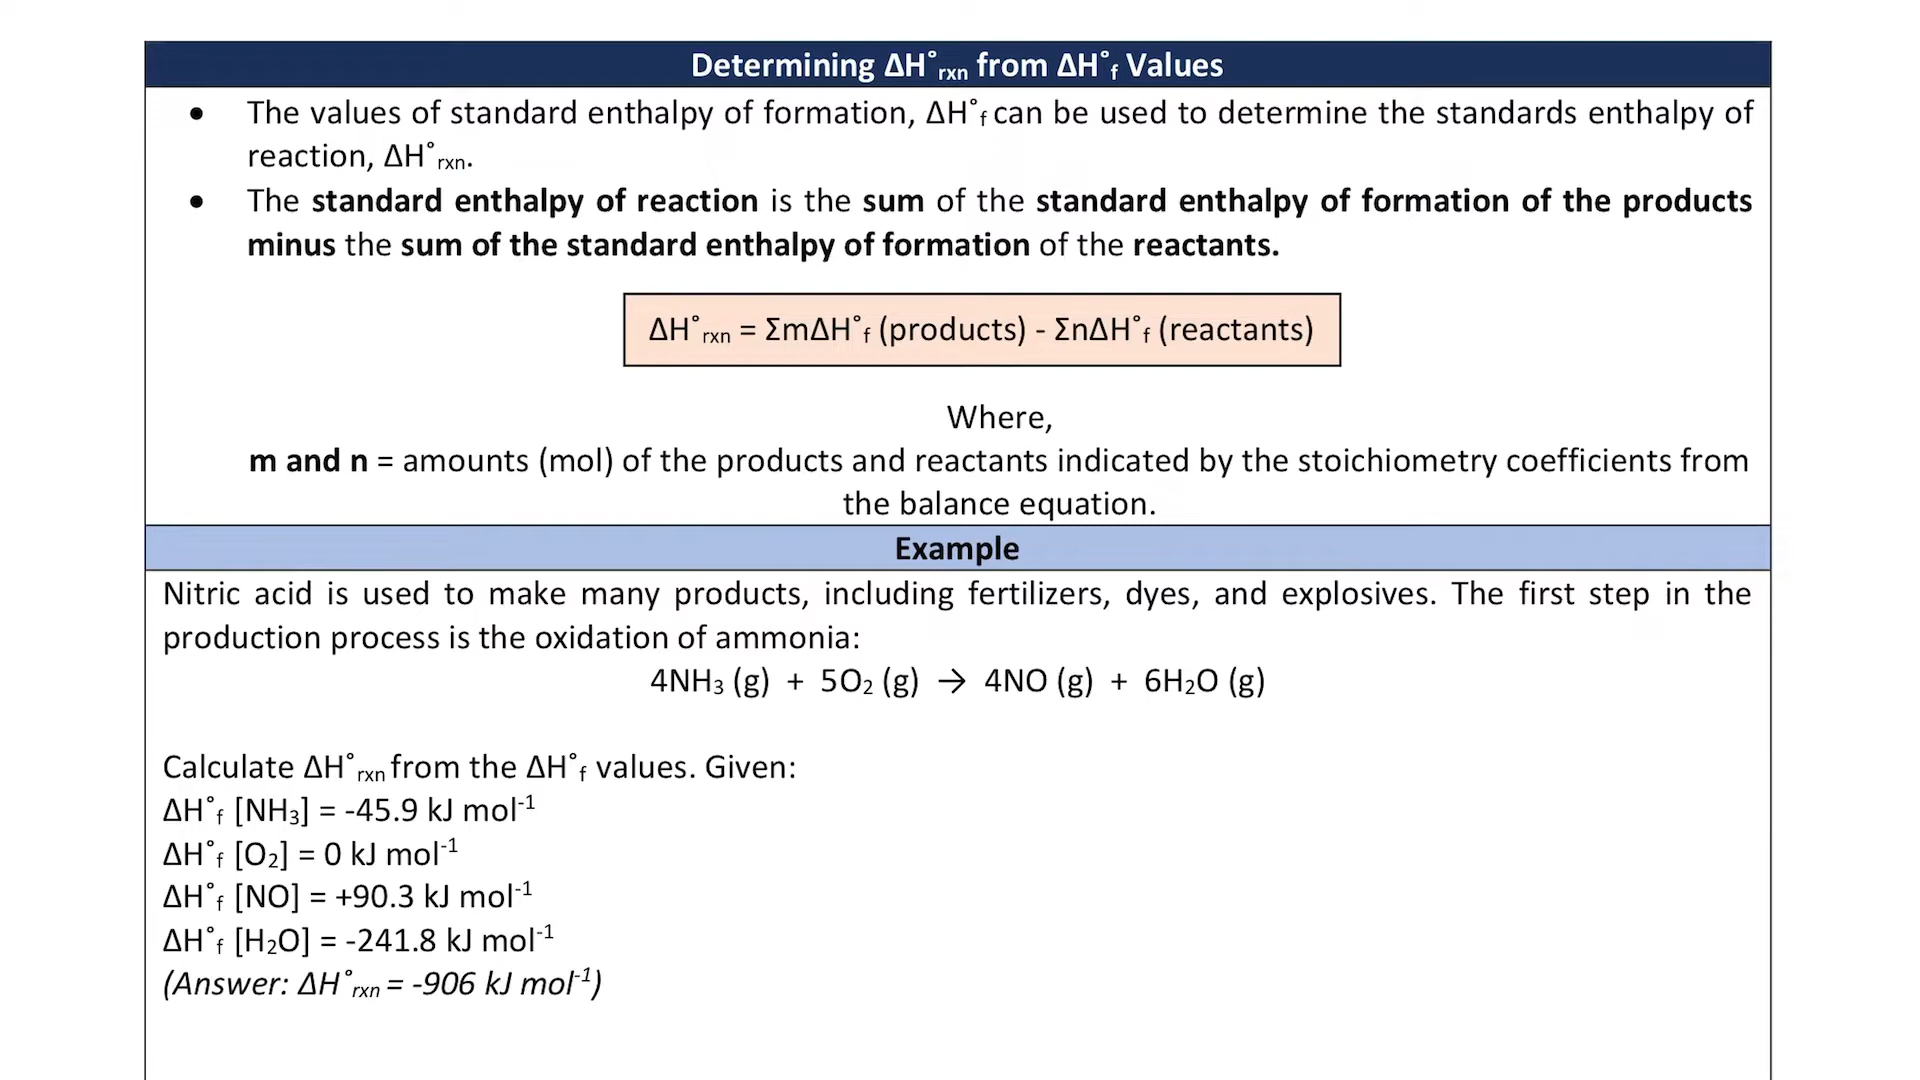 Determining ΔH˚rxn from ΔH˚f Values
• The values of standard enthalpy of formation, ΔH˚f can be used to determine the standards enthalpy of
reaction, ΔH˚rxn.
• The standard enthalpy of reaction is the sum of the standard enthalpy of formation of the products
minus the sum of the standard enthalpy of formation of the reactants.
ΔH˚rxn = ΣmΔH˚f (products) - ΣnΔH˚f (reactants)
Where,
m and n = amounts (mol) of the products and reactants indicated by the stoichiometry coefficients from
the balance equation.
Example
Nitric acid is used to make many products, including fertilizers, dyes, and explosives. The first step in the
production process is the oxidation of ammonia:
4NH₃ (g) + 5O₂ (g) → 4NO (g) + 6H₂O (g)
Calculate ΔH˚rxn from the ΔH˚f values. Given:
ΔH˚f [NH₃] = -45.9 kJ mol⁻¹
ΔH˚f [O₂] = 0 kJ mol⁻¹
ΔH˚f [NO] = +90.3 kJ mol⁻¹
ΔH˚f [H₂O] = -241.8 kJ mol⁻¹
(Answer: ΔH˚rxn = -906 kJ mol⁻¹)